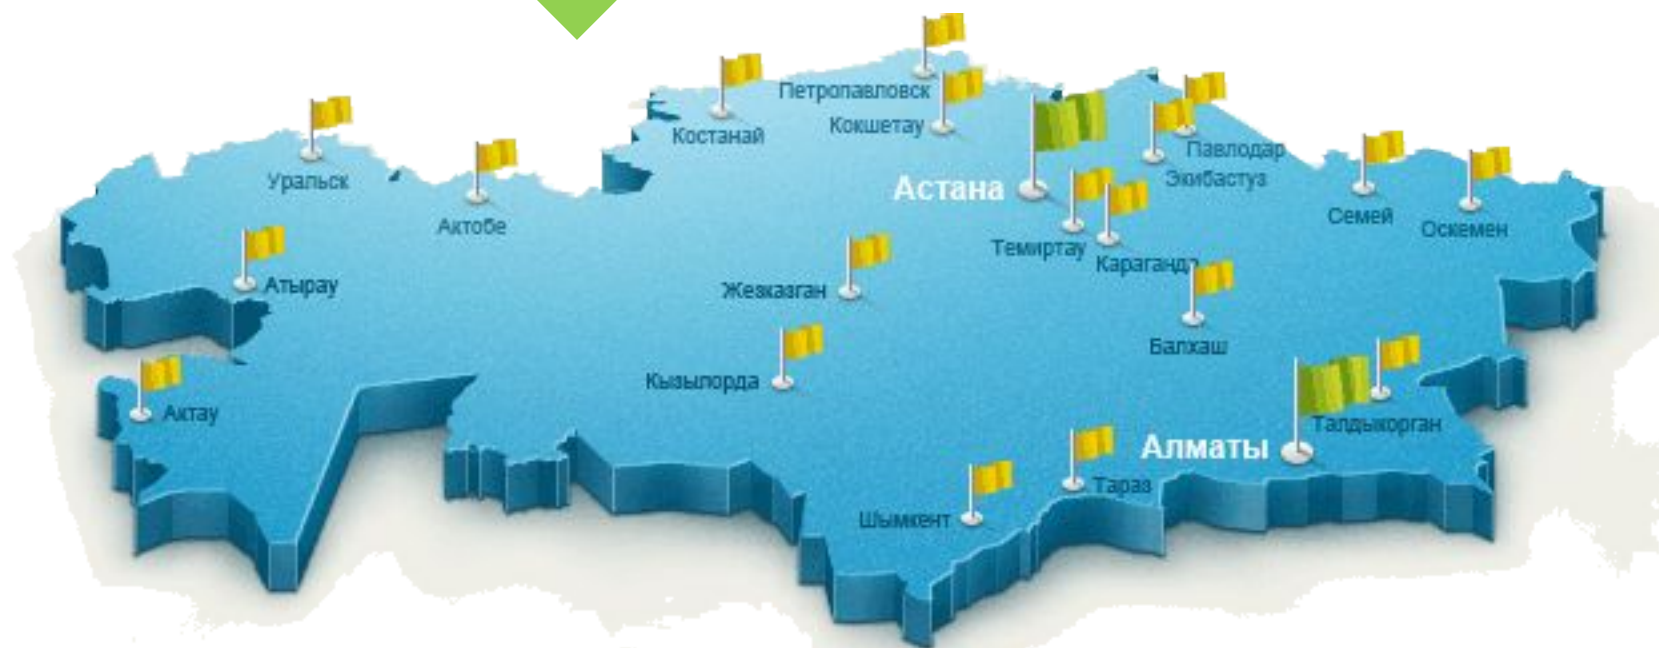 Петропавловск
Кокшетау
Костанай
Павлодар
Экибастуз
Уральск
Астана
Актобе
Семей
Оскемен
Темиртау
Караганда
Атырау
Жезказган
Балхаш
Кызылорда
Актау
Талдыкорган
Алматы
Тараз
Шымкент